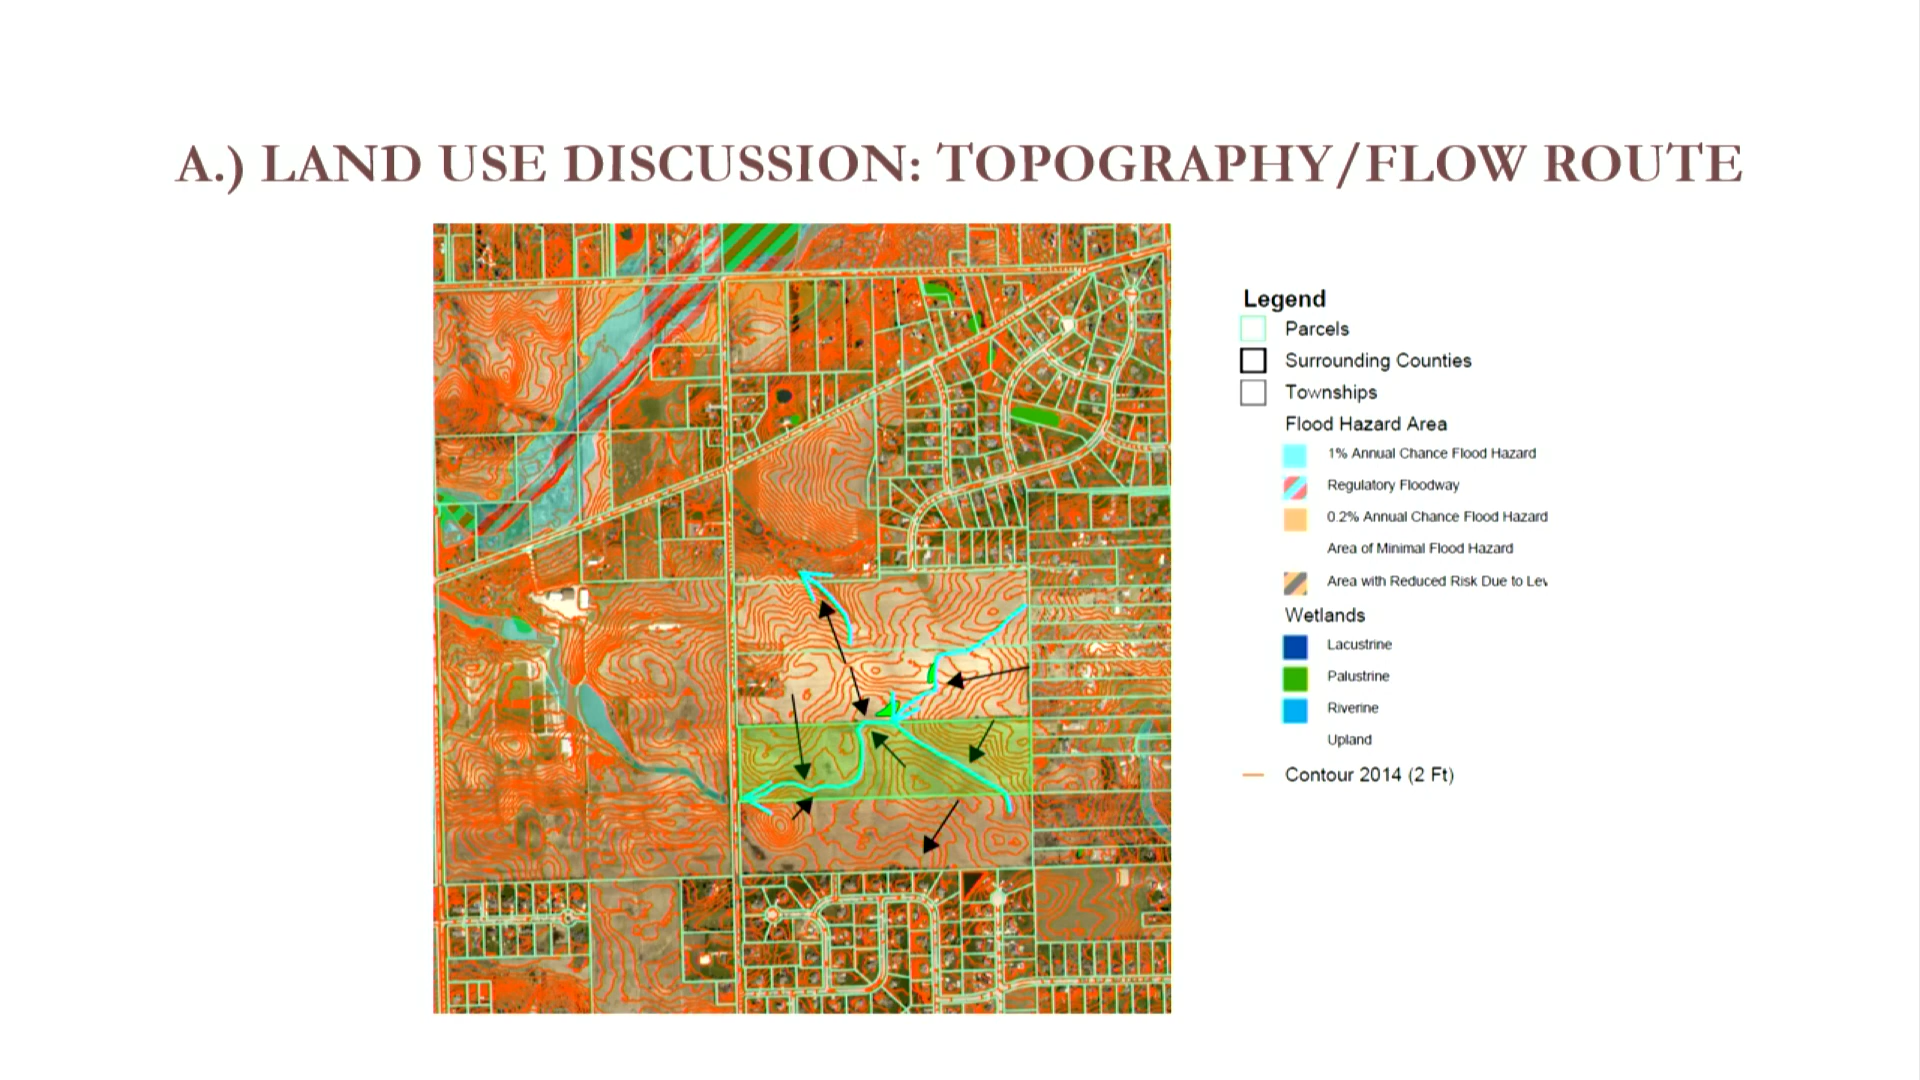 A.) LAND USE DISCUSSION: TOPOGRAPHY/FLOW ROUTE
Legend
Parcels
Surrounding Counties
Townships
Flood Hazard Area
1% Annual Chance Flood Hazard
Regulatory Floodway
0.2% Annual Chance Flood Hazard
Area of Minimal Flood Hazard
Area with Reduced Risk Due to Lev
Wetlands
Lacustrine
Palustrine
Riverine
Upland
Contour 2014 (2 Ft)